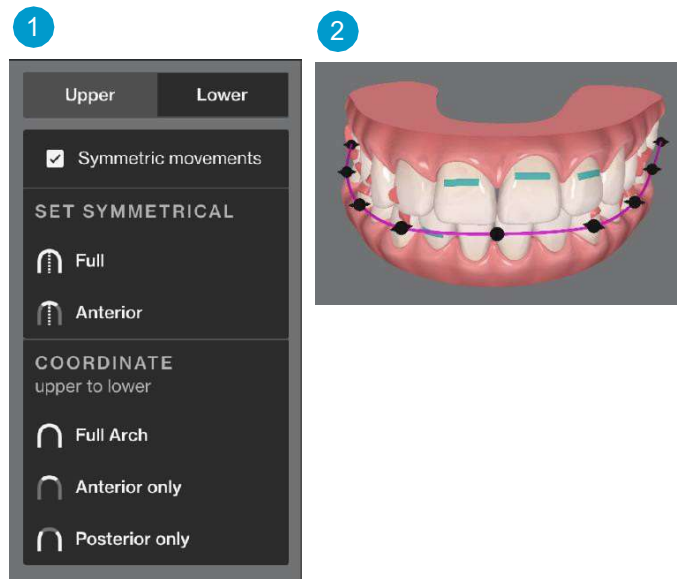 1
2
Upper Lower
Symmetric movements
SET SYMMETRICAL
Full
Anterior
COORDINATE
upper to lower
Full Arch
Anterior only
Posterior only